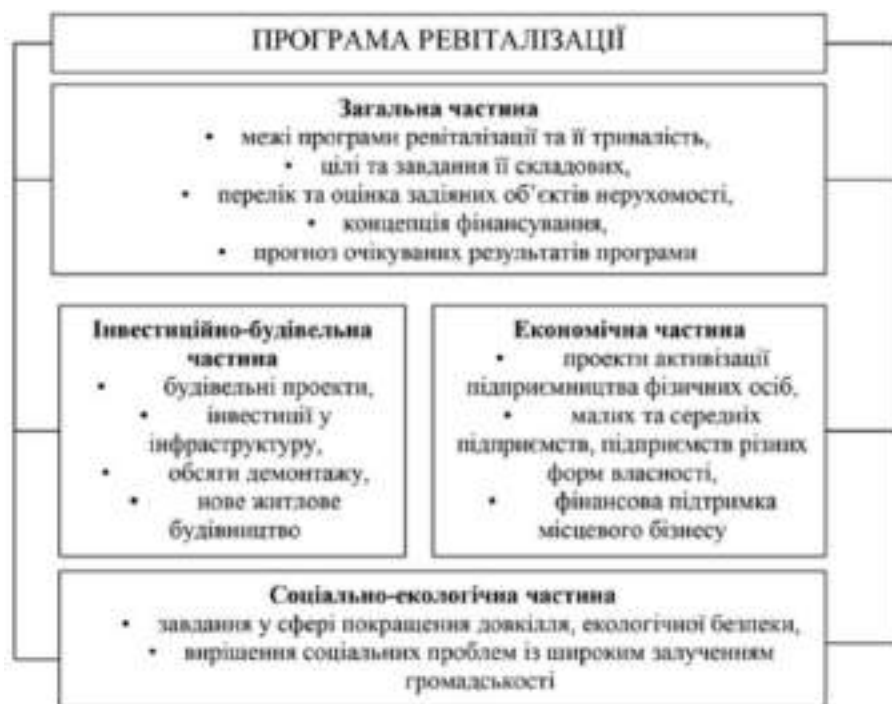 ПРОГРАМА РЕВІТАЛІЗАЦІЇ
Загальна частина
• межі програми ревіталізації та її тривалість,
• цілі та завдання її складових,
• перелік та оцінка задіяних об’єктів нерухомості,
• концепція фінансування,
• прогноз очікуваних результатів програми
Інвестиційно-будівельна
частина
• будівельні проекти,
• інвестиції у
інфраструктуру,
• обсяги демонтажу,
• нове житлове
будівництво
Економічна частина
• проекти активізації
підприємництва фізичних осіб,
• малих та середніх
підприємств, підприємств різних
форм власності,
• фінансова підтримка
місцевого бізнесу
Соціально-екологічна частина
• завдання у сфері покращення довкілля, екологічної безпеки,
• вирішення соціальних проблем із широким залученням
громадськості